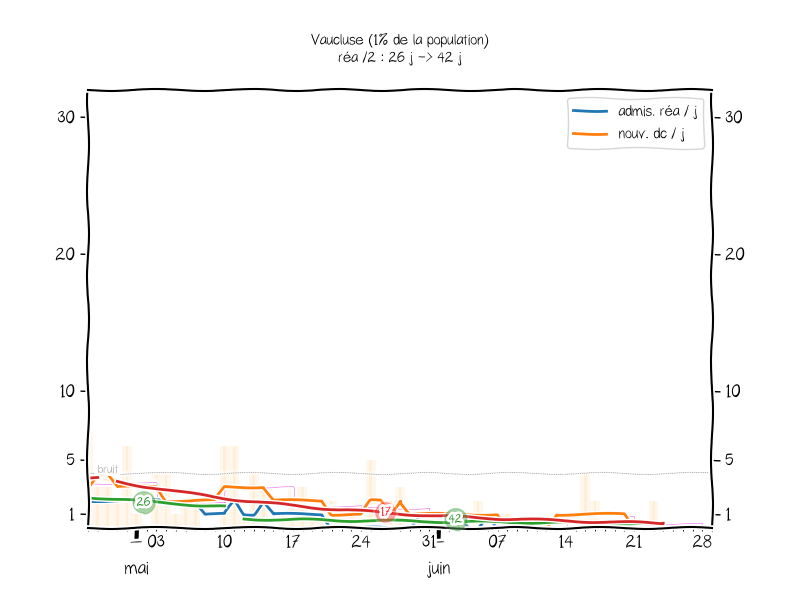 Vaucluse (1% de la population)
réa /2 : 26 j -> 42 j
admis. réa / j
nouv. dc / j
30
30
20
20
10
10
5
5
bruit
1
1
26
17
42
03 10 17 24 31 07 14 21 28
mai juin